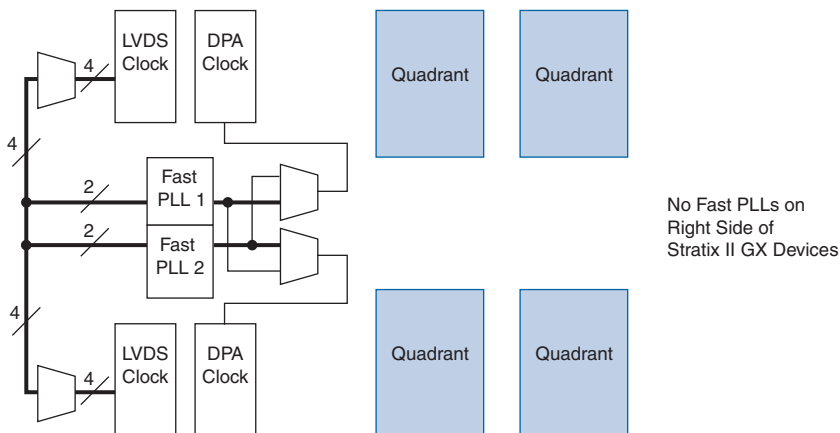 4
LVDS
Clock
DPA
Clock
Quadrant
Quadrant
4
2
Fast
PLL 1
2
Fast
PLL 2
No Fast PLLs on
Right Side of
Stratix II GX Devices
4
4
LVDS
Clock
DPA
Clock
Quadrant
Quadrant